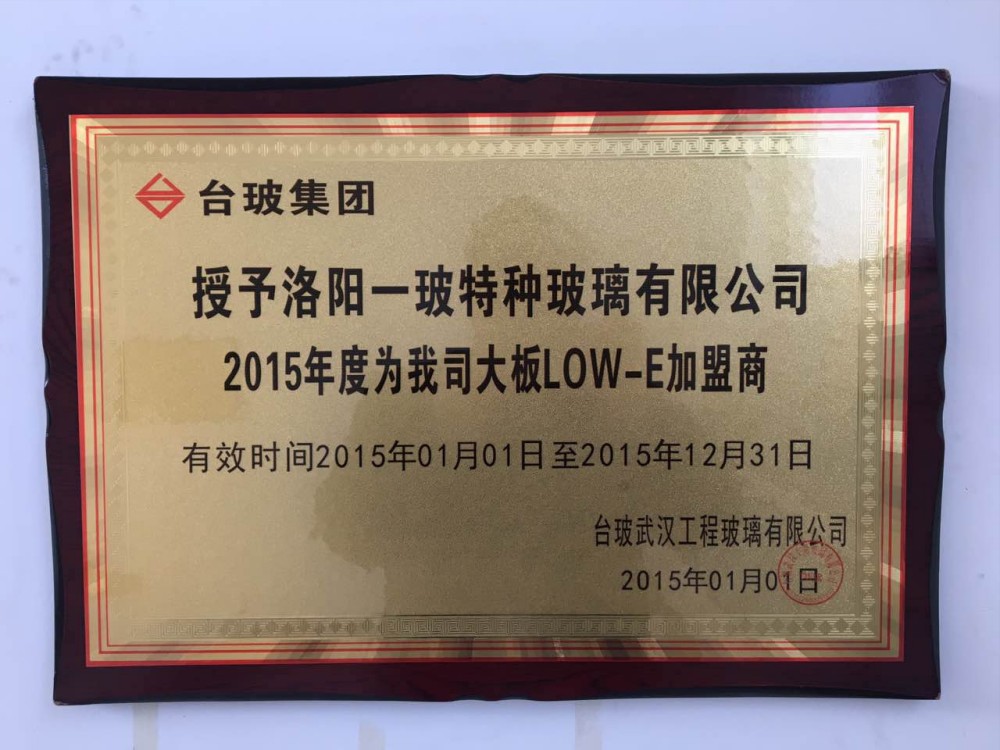 台玻集团
授予洛阳一玻特种玻璃有限公司
2015年度为我司大板LOW-E加盟商
有效时间2015年01月01日至2015年12月31日
台玻武汉工程玻璃有限公司
2015年01月01日